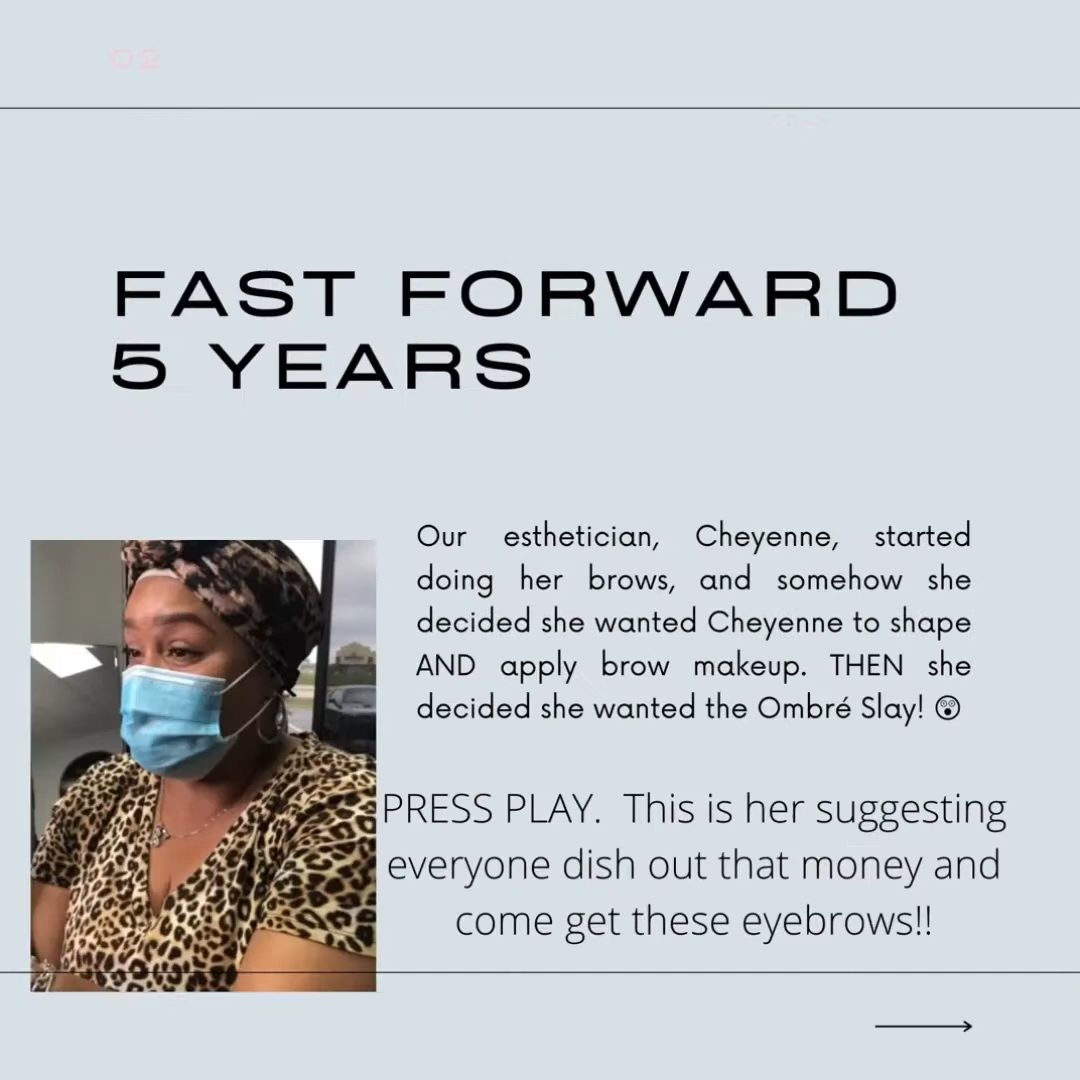 02
FAST FORWARD
5 YEARS
Our esthetician, Cheyenne, started
doing her brows, and somehow she
decided she wanted Cheyenne to shape
AND apply brow makeup. THEN she
decided she wanted the Ombré Slay! 😲
PRESS PLAY. This is her suggesting
everyone dish out that money and
come get these eyebrows!!